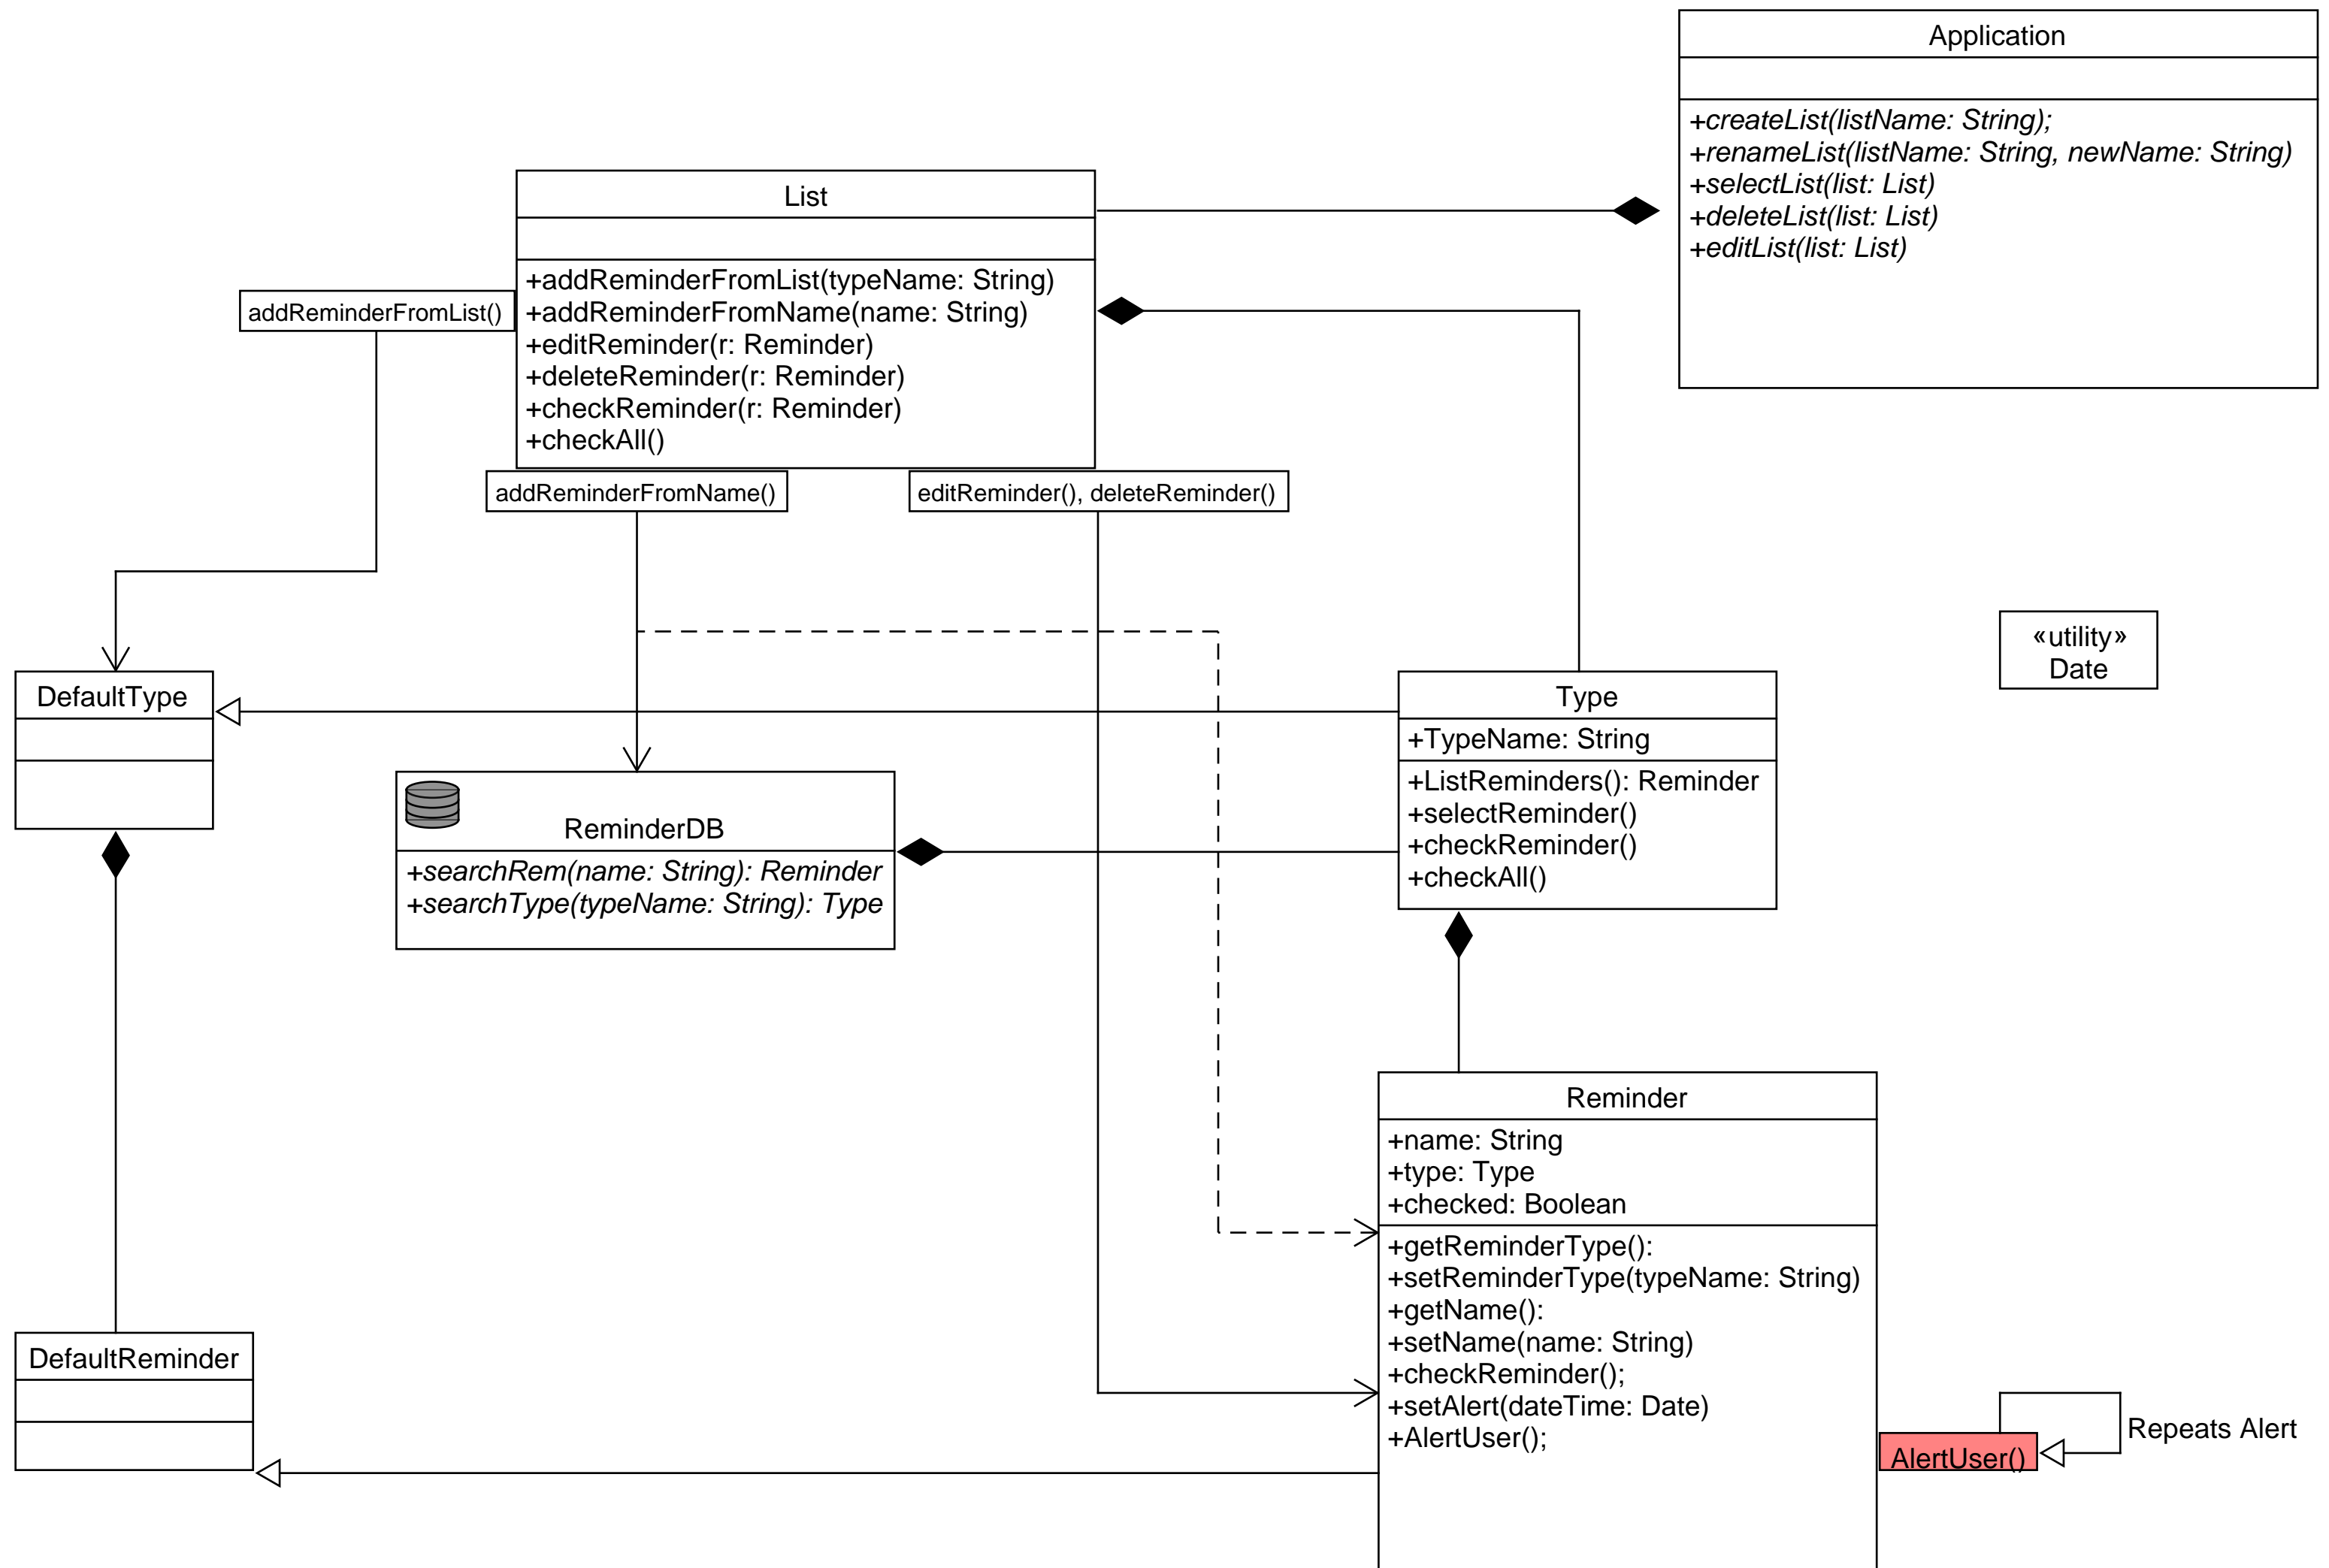 Application
+createList(listName: String);
+renameList(listName: String, newName: String)
+selectList(list: List)
+deleteList(list: List)
+editList(list: List)
List
+addReminderFromList(typeName: String)
+addReminderFromName(name: String)
+editReminder(r: Reminder)
+deleteReminder(r: Reminder)
+checkReminder(r: Reminder)
+checkAll()
addReminderFromList()
addReminderFromName()
editReminder(), deleteReminder()
«utility»
Date
DefaultType
Type
+TypeName: String
+ListReminders(): Reminder
+selectReminder()
+checkReminder()
+checkAll()
ReminderDB
+searchRem(name: String): Reminder
+searchType(typeName: String): Type
Reminder
+name: String
+type: Type
+checked: Boolean
+getReminderType():
+setReminderType(typeName: String)
+getName():
+setName(name: String)
+checkReminder();
+setAlert(dateTime: Date)
+AlertUser();
DefaultReminder
AlertUser()
Repeats Alert